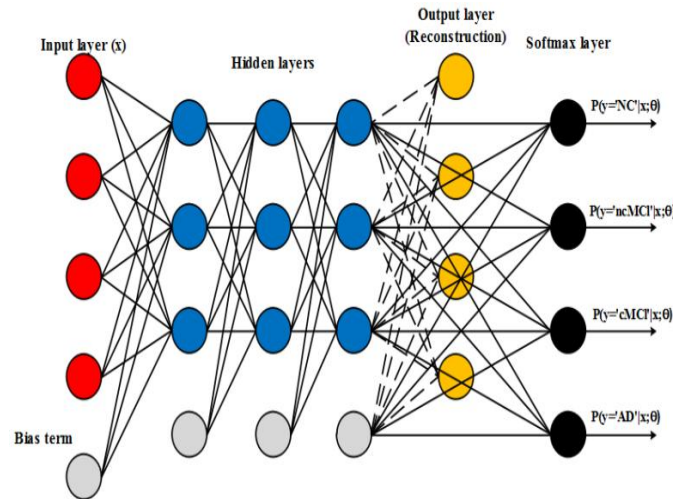 Input layer (x)
Hidden layers
Output layer
(Reconstruction)
Softmax layer
P(y='NC'|x;θ)
P(y='ncMCI'|x;θ)
P(y='cMCI'|x;θ)
P(y='AD'|x;θ)
Bias term